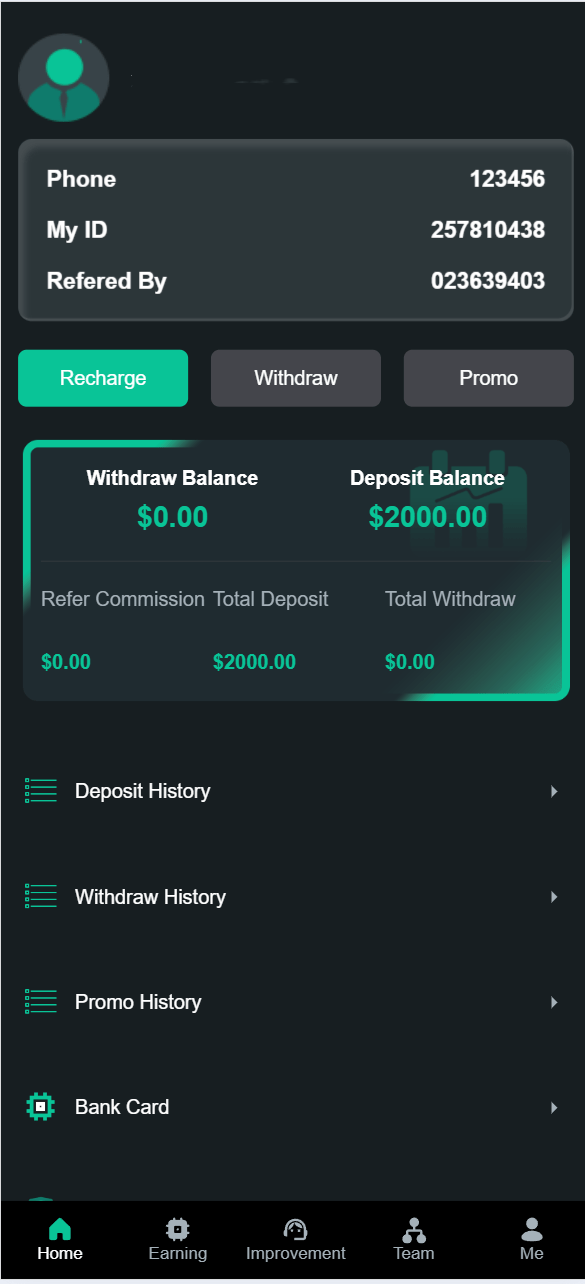 Phone 123456
My ID 257810438
Refered By 023639403
Recharge Withdraw Promo
Withdraw Balance Deposit Balance
$0.00 $2000.00
Refer Commission Total Deposit Total Withdraw
$0.00 $2000.00 $0.00
Deposit History
Withdraw History
Promo History
Bank Card
Home Earning Improvement Team Me